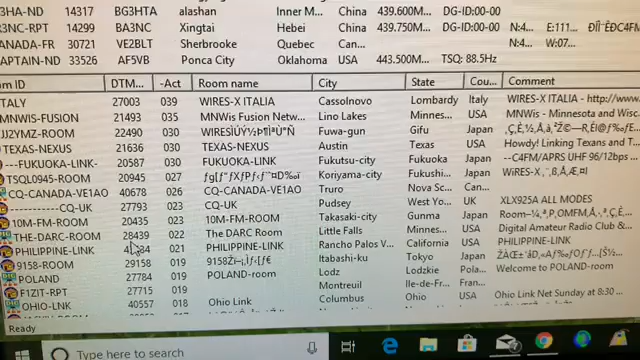 3HA-ND 14317 BG3HTA alashan Inner M... China 439.600M... DG-ID:00-00
3NC-RPT 14299 BA3NC Xingtai Hebei China 439.750M... DG-ID:00-00 N:4... E:111...
ANADA-FR 30721 VE2BLT Sherbrooke Quebec Can... N:4... W:07...
APTAIN-ND 33526 AF5VB Ponca City Oklahoma USA 443.500M... TSQ: 88.5Hz
m ID DTM... -Act Room name City State Cou... Comment
ITALY 27003 039 WIRES-X ITALIA Cassolnovo Lombardy Italy WIRES-X ITALIA - http://www.
MNWIS-FUSION 21493 035 MNWis Fusion Netw... Lino Lakes Minnes... USA MNWis - Minnesota and Wisc
JJ2YMZ-ROOM 22490 030 Fuwa-gun Gifu Japan
TEXAS-NEXUS 21636 030 TEXAS-NEXUS Austin Texas USA Howdy! Linking Texans and T
---FUKUOKA-LINK- 20587 030 FUKUOKA-LINK Fukutsu-city Fukuoka Japan ---C4FM/APRS UHF 96/12bps
TSQL0945-ROOM 20945 027 Koriyama-city Fukushi... Japan
CQ-CANADA-VE1AO 40678 026 CQ-CANADA-VE1AO Truro Nova Sc... Can...
----------CQ-UK 27793 023 CQ-UK Pudsey West Yo... UK XLX925A ALL MODES
10M-FM-ROOM 20435 023 10M-FM-ROOM Takasaki-city Gunma Japan
THE-DARC-ROOM 28439 022 The DARC Room Little Falls Minnes... USA Digital Amateur Radio Club &
PHILIPPINE-LINK 021 PHILIPPINE-LINK Rancho Palos V... California USA PHILIPPINE-LINK
9158-ROOM 29158 019 Itabashi-ku Tokyo Japan
POLAND 27784 019 POLAND-room Lodz Lodzkie Pola... Welcome to POLAND-room
F1ZIT-RPT 27715 019 Montreuil Ile-de-Fr... Fran...
OHIO-LNK 40557 018 Ohio Link Columbus Ohio USA Ohio Link Net Sunday at 8:30 ...
Ready
Type here to search